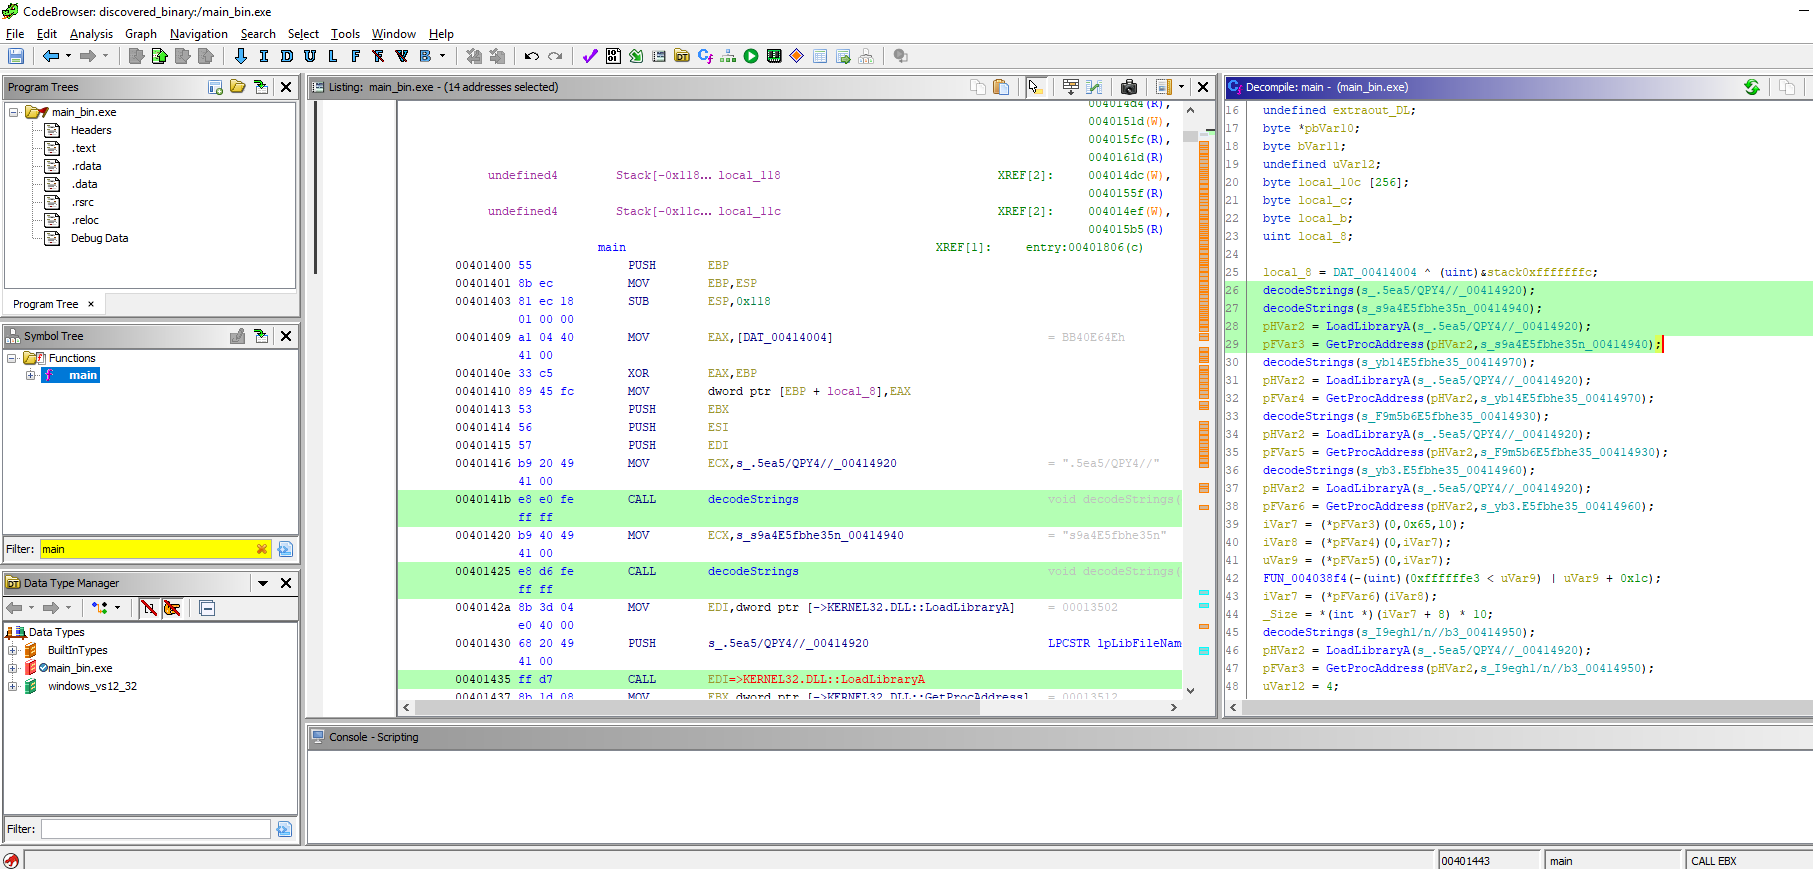 CodeBrowser: discovered_binary:/main_bin.exe
File Edit Analysis Graph Navigation Search Select Tools Window Help
I D U L F R V B
Program Trees
main_bin.exe
Headers
.text
.rdata
.data
.rsrc
.reloc
Debug Data
Program Tree ×
Symbol Tree
Functions
f main
Filter: main
Data Type Manager
Data Types
BuiltInTypes
main_bin.exe
windows_vs12_32
Filter:
Listing: main_bin.exe - (14 addresses selected)
004014d4(R),
0040151d(W),
004015fc(R),
0040161d(R)
undefined4 Stack[-0x118... local_118 XREF[2]: 004014dc(W),
0040155f(R)
undefined4 Stack[-0x11c... local_11c XREF[2]: 004014ef(W),
004015b5(R)
main XREF[1]: entry:00401806(c)
00401400 55 PUSH EBP
00401401 8b ec MOV EBP,ESP
00401403 81 ec 18 SUB ESP,0x118
01 00 00
00401409 a1 04 40 MOV EAX,[DAT_00414004] = BB40E64Eh
41 00
0040140e 33 c5 XOR EAX,EBP
00401410 89 45 fc MOV dword ptr [EBP + local_8],EAX
00401413 53 PUSH EBX
00401414 56 PUSH ESI
00401415 57 PUSH EDI
00401416 b9 20 49 MOV ECX,s_.5ea5/QPY4//_00414920 = ".5ea5/QPY4//"
41 00
0040141b e8 e0 fe CALL decodeStrings void decodeStrings(
ff ff
00401420 b9 40 49 MOV ECX,s_s9a4E5fbhe35n_00414940 = "s9a4E5fbhe35n"
41 00
00401425 e8 d6 fe CALL decodeStrings void decodeStrings(
ff ff
0040142a 8b 3d 04 MOV EDI,dword ptr [->KERNEL32.DLL::LoadLibraryA] = 00013502
e0 40 00
00401430 68 20 49 PUSH s_.5ea5/QPY4//_00414920 LPCSTR lpLibFileNam
41 00
00401435 ff d7 CALL EDI=>KERNEL32.DLL::LoadLibraryA
00401437 8b 1d 08 MOV EBX,dword ptr [->KERNEL32.DLL::GetProcAddress] = 00013512
Decompile: main - (main_bin.exe)
16 undefined extraout_DL;
17 byte *pbVar10;
18 byte bVar11;
19 undefined uVar12;
20 byte local_10c [256];
21 byte local_c;
22 byte local_b;
23 uint local_8;
24
25 local_8 = DAT_00414004 ^ (uint)&stack0xfffffffc;
26 decodeStrings(s_.5ea5/QPY4//_00414920);
27 decodeStrings(s_s9a4E5fbhe35n_00414940);
28 pHVar2 = LoadLibraryA(s_.5ea5/QPY4//_00414920);
29 pFVar3 = GetProcAddress(pHVar2,s_s9a4E5fbhe35n_00414940);
30 decodeStrings(s_yb14E5fbhe35_00414970);
31 pHVar2 = LoadLibraryA(s_.5ea5/QPY4//_00414920);
32 pFVar4 = GetProcAddress(pHVar2,s_yb14E5fbhe35_00414970);
33 decodeStrings(s_F9m5b6E5fbhe35_00414930);
34 pHVar2 = LoadLibraryA(s_.5ea5/QPY4//_00414920);
35 pFVar5 = GetProcAddress(pHVar2,s_F9m5b6E5fbhe35_00414930);
36 decodeStrings(s_yb3.E5fbhe35_00414960);
37 pHVar2 = LoadLibraryA(s_.5ea5/QPY4//_00414920);
38 pFVar6 = GetProcAddress(pHVar2,s_yb3.E5fbhe35_00414960);
39 iVar7 = (*pFVar3)(0,0x65,10);
40 iVar8 = (*pFVar4)(0,iVar7);
41 uVar9 = (*pFVar5)(0,iVar7);
42 FUN_004038f4(-(uint)(0xffffffe3 < uVar9) | uVar9 + 0x1c);
43 iVar7 = (*pFVar6)(iVar8);
44 _Size = *(int *)(iVar7 + 8) * 10;
45 decodeStrings(s_I9egh1/n//b3_00414950);
46 pHVar2 = LoadLibraryA(s_.5ea5/QPY4//_00414920);
47 pFVar3 = GetProcAddress(pHVar2,s_I9egh1/n//b3_00414950);
48 uVar12 = 4;
Console - Scripting
00401443 main CALL EBX